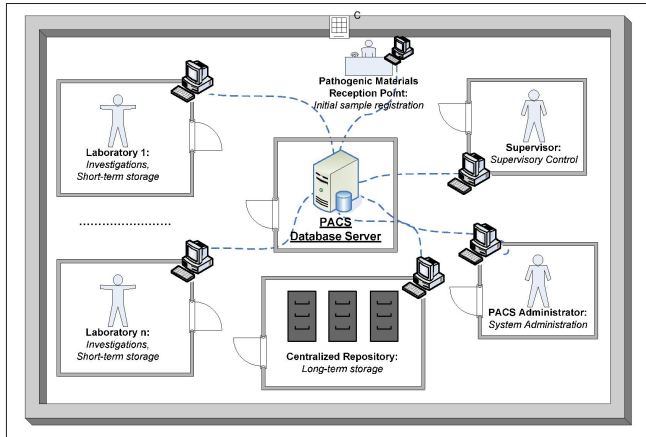 C
Pathogenic Materials
Reception Point:
Initial sample registration
Laboratory 1:
Investigations,
Short-term storage
Supervisor:
Supervisory Control
PACS
Database Server
........................
Laboratory n:
Investigations,
Short-term storage
Centralized Repository:
Long-term storage
PACS Administrator:
System Administration